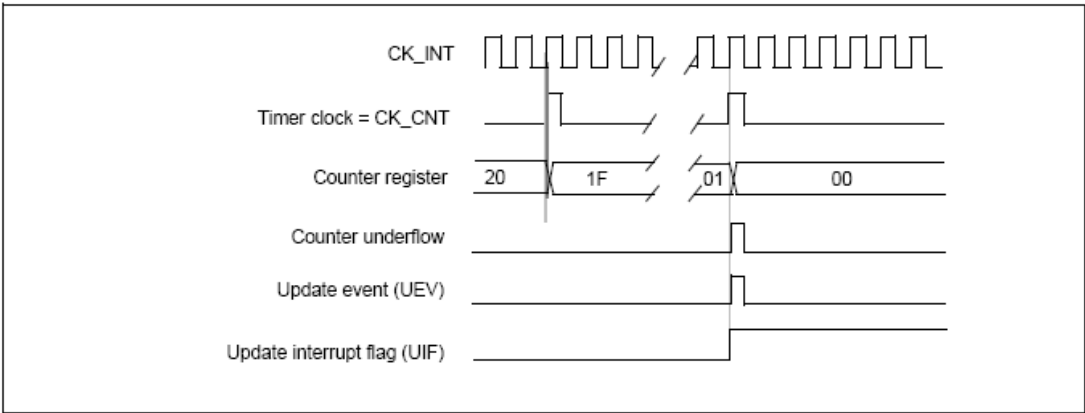 CK_INT
Timer clock = CK_CNT
Counter register 20 1F 01 00
Counter underflow
Update event (UEV)
Update interrupt flag (UIF)